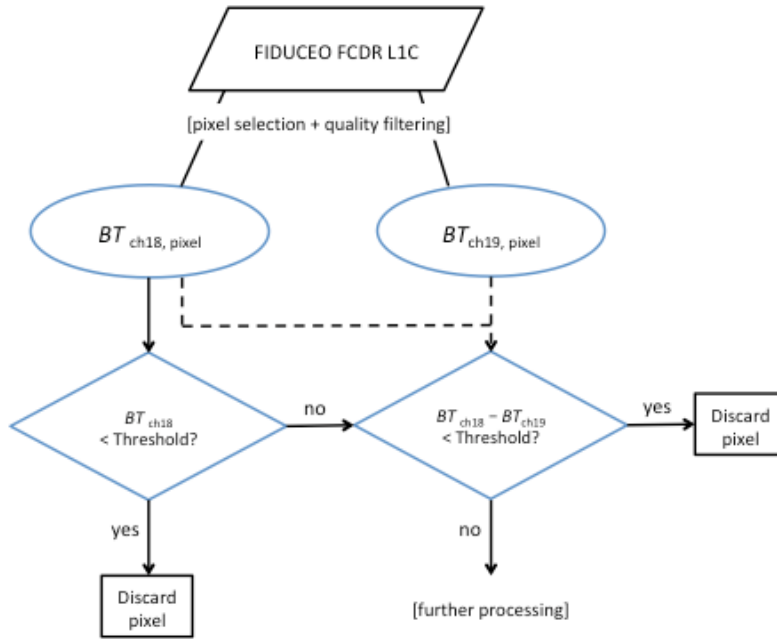 FIDUCEO FCDR L1C
[pixel selection + quality filtering]
BT ch18, pixel
BT ch19, pixel
BT ch18
< Threshold?
no
BT ch18 − BT ch19
< Threshold?
yes
Discard
pixel
yes
no
Discard
pixel
[further processing]